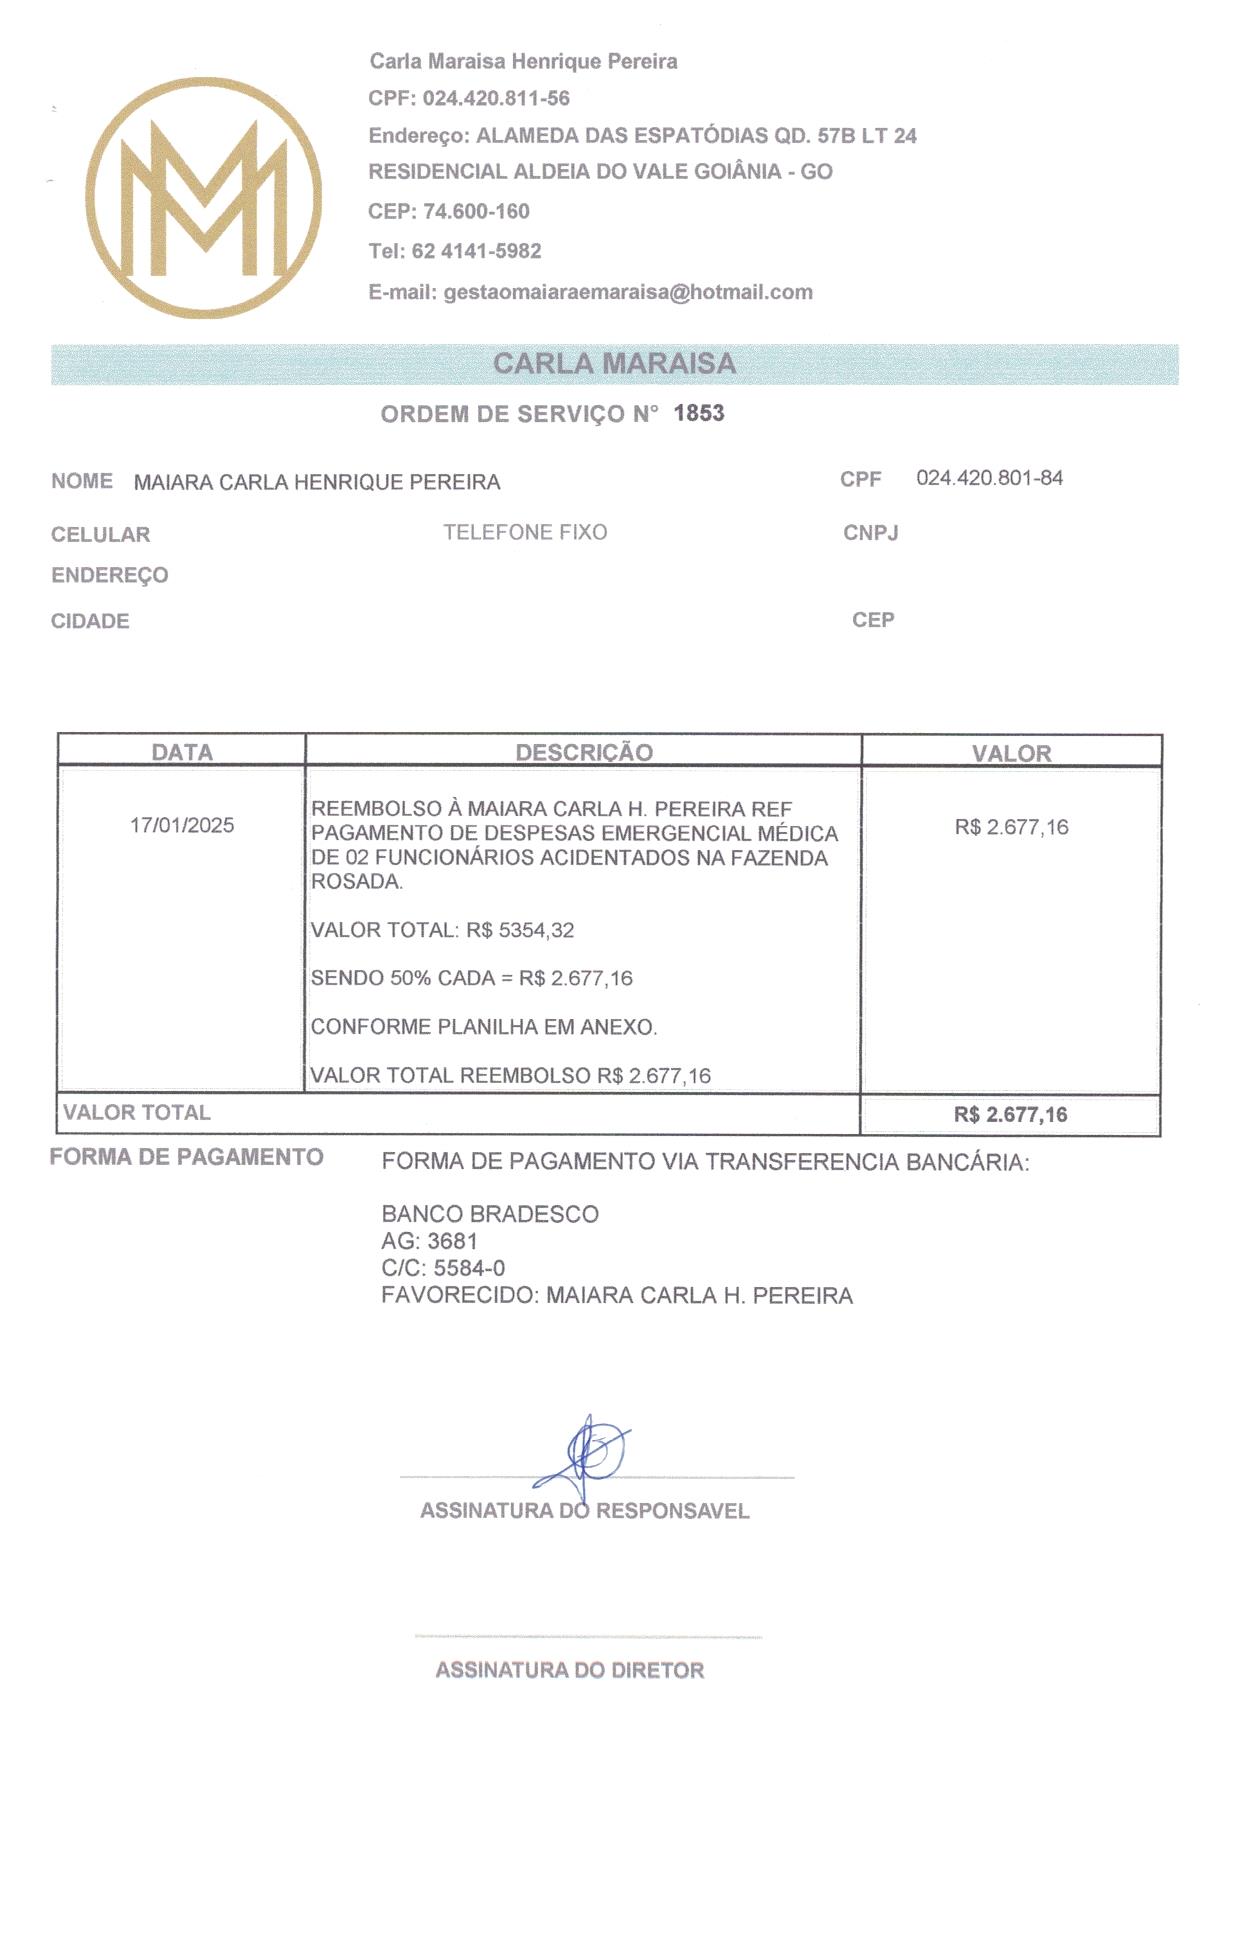 Carla Maraisa Henrique Pereira
CPF: 024.420.811-56
Endereço: ALAMEDA DAS ESPATÓDIAS QD. 57B LT 24
RESIDENCIAL ALDEIA DO VALE GOIÂNIA - GO
CEP: 74.600-160
Tel: 62 4141-5982
E-mail: gestaomaiaraemaraisa@hotmail.com
CARLA MARAISA
ORDEM DE SERVIÇO N° 1853
NOME MAIARA CARLA HENRIQUE PEREIRA CPF 024.420.801-84
CELULAR TELEFONE FIXO CNPJ
ENDEREÇO
CIDADE CEP
DATA DESCRIÇÃO VALOR
17/01/2025 REEMBOLSO À MAIARA CARLA H. PEREIRA REF R$ 2.677,16
PAGAMENTO DE DESPESAS EMERGENCIAL MÉDICA
DE 02 FUNCIONÁRIOS ACIDENTADOS NA FAZENDA
ROSADA.
VALOR TOTAL: R$ 5354,32
SENDO 50% CADA = R$ 2.677,16
CONFORME PLANILHA EM ANEXO.
VALOR TOTAL REEMBOLSO R$ 2.677,16
VALOR TOTAL R$ 2.677,16
FORMA DE PAGAMENTO FORMA DE PAGAMENTO VIA TRANSFERENCIA BANCÁRIA:
BANCO BRADESCO
AG: 3681
C/C: 5584-0
FAVORECIDO: MAIARA CARLA H. PEREIRA
ASSINATURA DO RESPONSAVEL
ASSINATURA DO DIRETOR